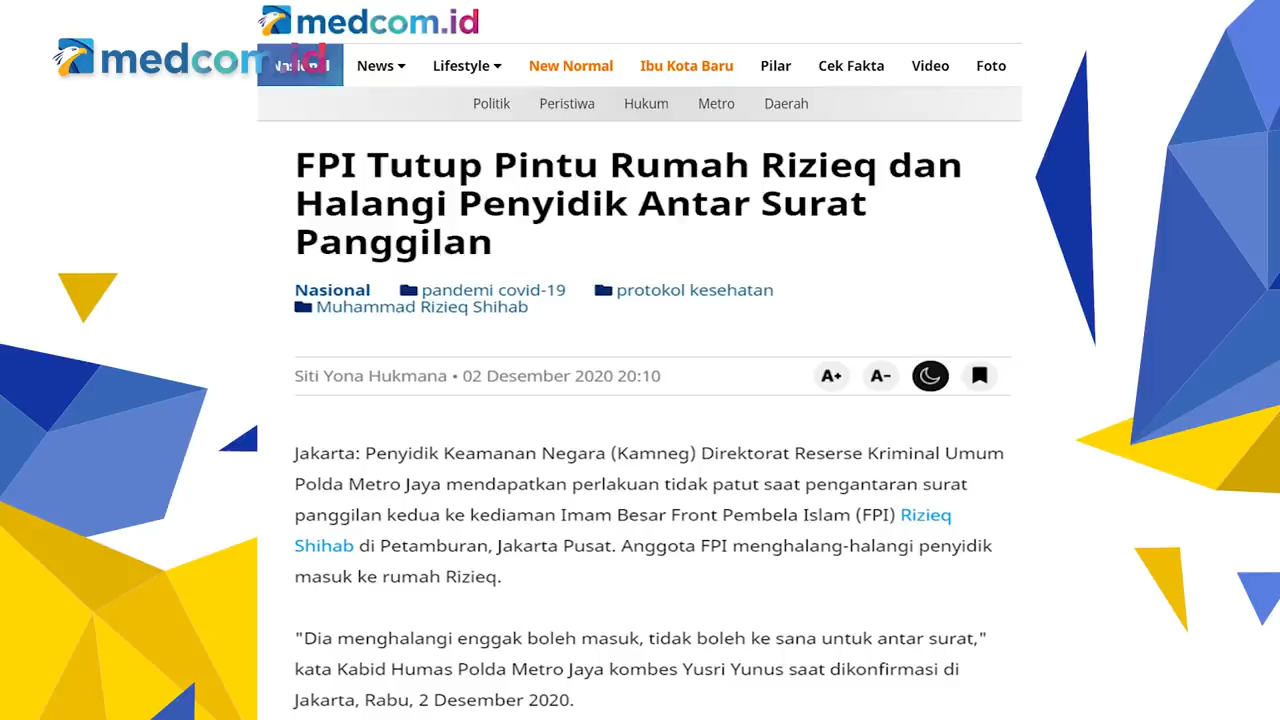 medcom.id
medcom.id
Nasional News Lifestyle New Normal Ibu Kota Baru Pilar Cek Fakta Video Foto
Politik Peristiwa Hukum Metro Daerah
FPI Tutup Pintu Rumah Rizieq dan
Halangi Penyidik Antar Surat
Panggilan
Nasional pandemi covid-19 protokol kesehatan
Muhammad Rizieq Shihab
Siti Yona Hukmana • 02 Desember 2020 20:10 A+ A-
Jakarta: Penyidik Keamanan Negara (Kamneg) Direktorat Reserse Kriminal Umum
Polda Metro Jaya mendapatkan perlakuan tidak patut saat pengantaran surat
panggilan kedua ke kediaman Imam Besar Front Pembela Islam (FPI) Rizieq
Shihab di Petamburan, Jakarta Pusat. Anggota FPI menghalang-halangi penyidik
masuk ke rumah Rizieq.
"Dia menghalangi enggak boleh masuk, tidak boleh ke sana untuk antar surat,"
kata Kabid Humas Polda Metro Jaya kombes Yusri Yunus saat dikonfirmasi di
Jakarta, Rabu, 2 Desember 2020.